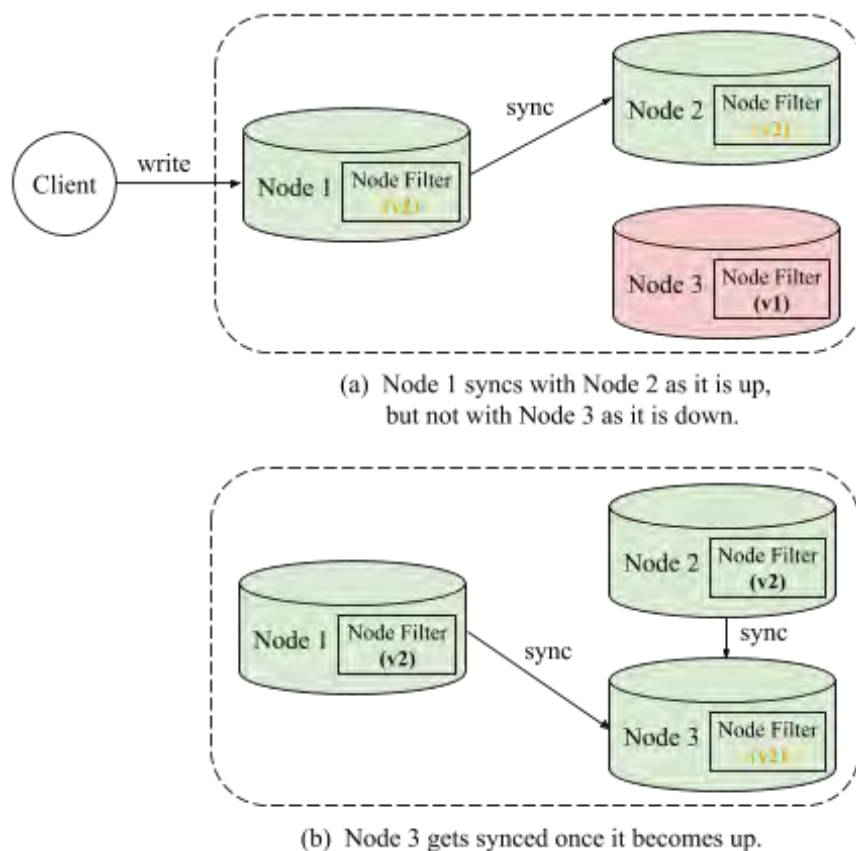 Client
write
Node 1
Node Filter
(v2)
sync
Node 2
Node Filter
(v2)
Node 3
Node Filter
(v1)
(a) Node 1 syncs with Node 2 as it is up,
but not with Node 3 as it is down.
Node 1
Node Filter
(v2)
sync
Node 2
Node Filter
(v2)
sync
Node 3
Node Filter
(v2)
(b) Node 3 gets synced once it becomes up.